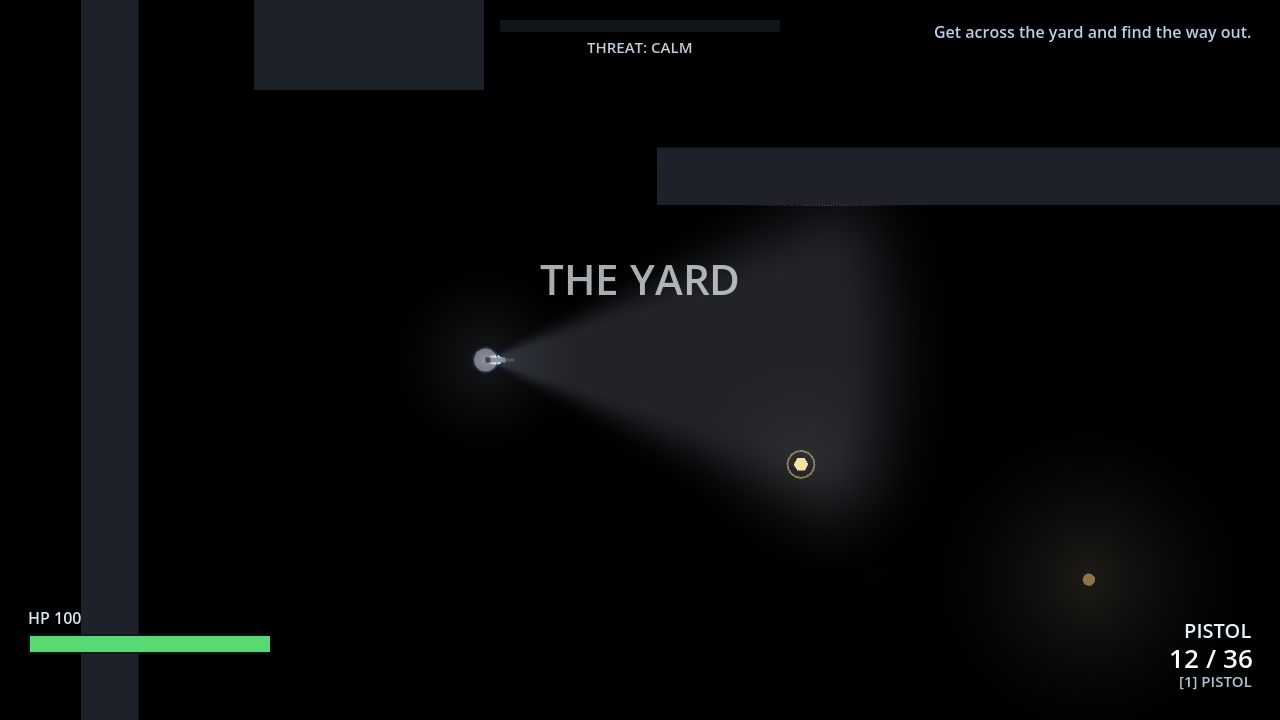 THREAT: CALM
Get across the yard and find the way out.
THE YARD
HP 100
PISTOL
12 / 36
[1] PISTOL